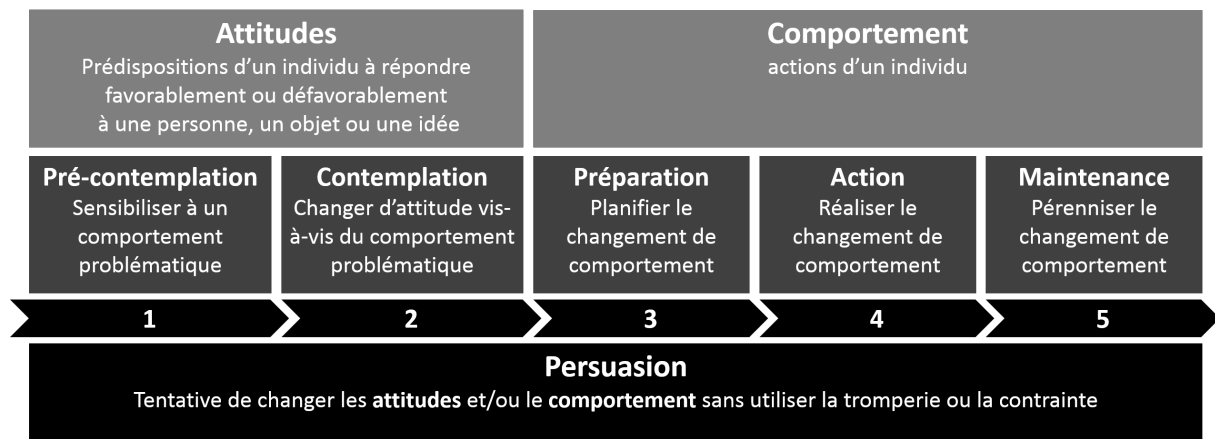 Attitudes
Prédispositions d’un individu à répondre
favorablement ou défavorablement
à une personne, un objet ou une idée
Comportement
actions d’un individu
Pré-contemplation
Sensibiliser à un
comportement
problématique
Contemplation
Changer d’attitude vis-
à-vis du comportement
problématique
Préparation
Planifier le
changement de
comportement
Action
Réaliser le
changement de
comportement
Maintenance
Pérenniser le
changement de
comportement
1
2
3
4
5
Persuasion
Tentative de changer les attitudes et/ou le comportement sans utiliser la tromperie ou la contrainte